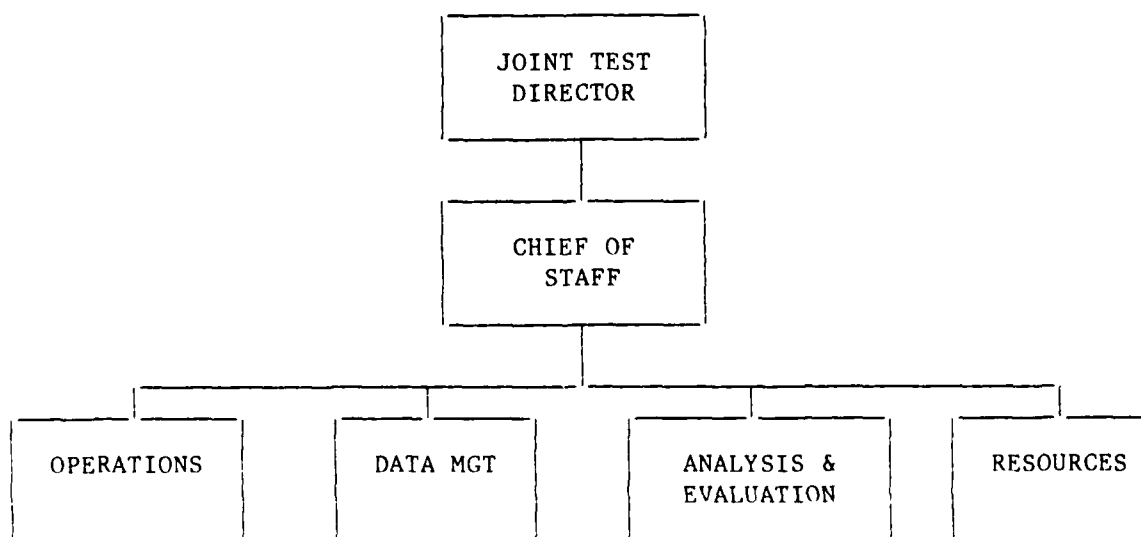 JOINT TEST
DIRECTOR
CHIEF OF
STAFF
OPERATIONS
DATA MGT
ANALYSIS &
EVALUATION
RESOURCES